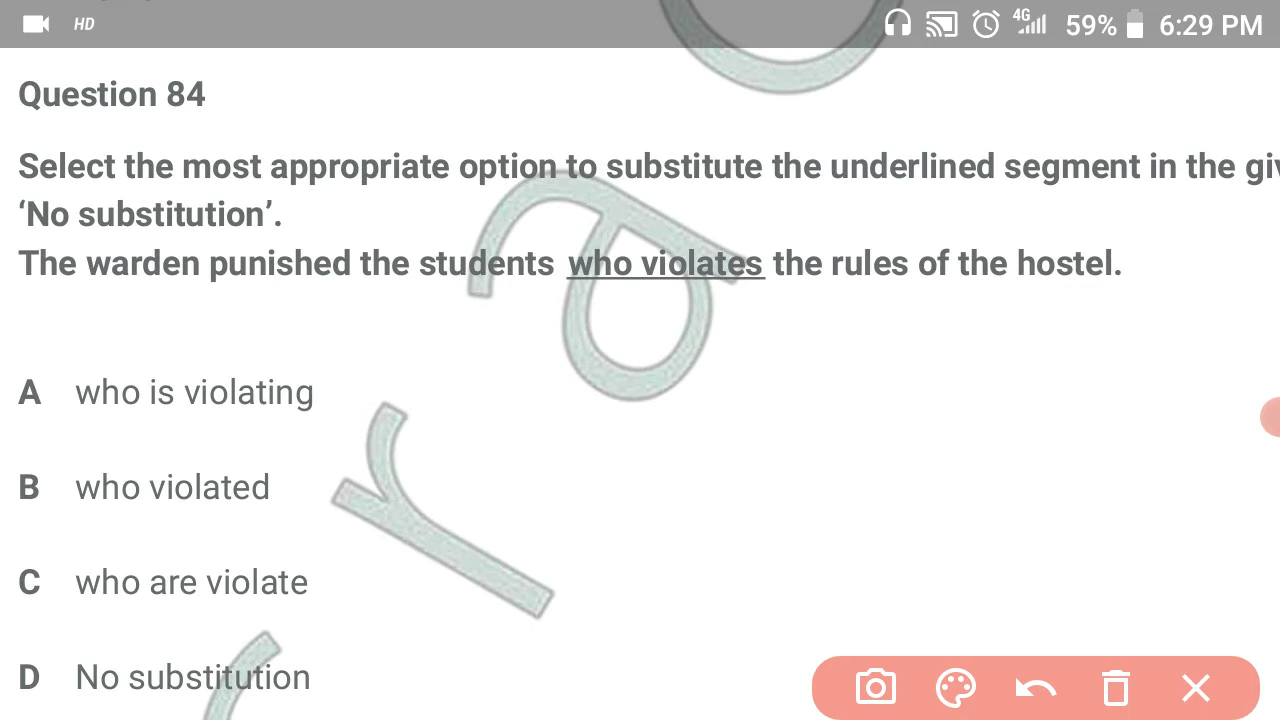 HD 4G 59% 6:29 PM
Question 84
Select the most appropriate option to substitute the underlined segment in the
'No substitution'.
The warden punished the students who violates the rules of the hostel.
A who is violating
B who violated
C who are violate
D No substitution